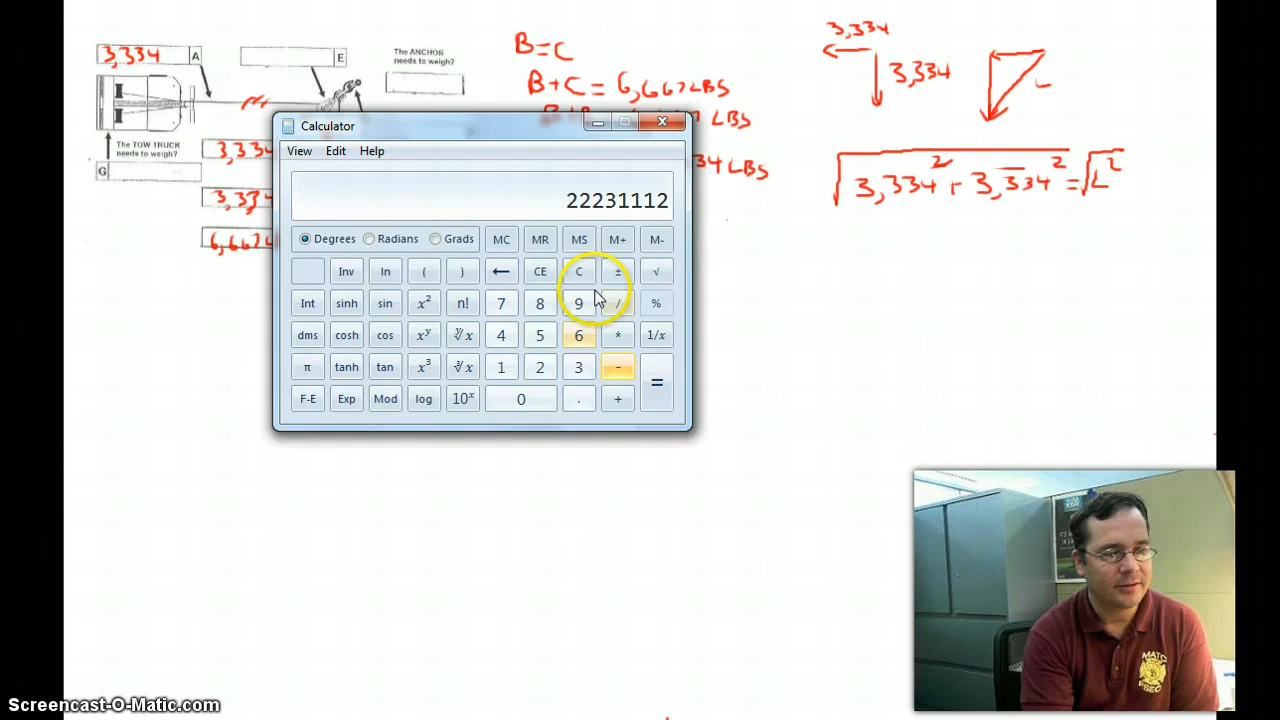 3,334 A
E
The ANCHOR
needs to weigh?
The TOW TRUCK
needs to weigh?
G
3,334
6,667
B=C
B+C = 6,667 LBS
LBS
34 LBS
3,334
3,334
L
√3,334² + 3,334² = √L²
Calculator
View Edit Help
22231112
Degrees Radians Grads MC MR MS M+ M-
Inv ln ( ) ← CE C ± √
Int sinh sin x² n! 7 8 9 / %
dms cosh cos xʸ ʸ√x 4 5 6 * 1/x
π tanh tan x³ ³√x 1 2 3 - =
F-E Exp Mod log 10ˣ 0 . +
MATC
Screencast-O-Matic.com